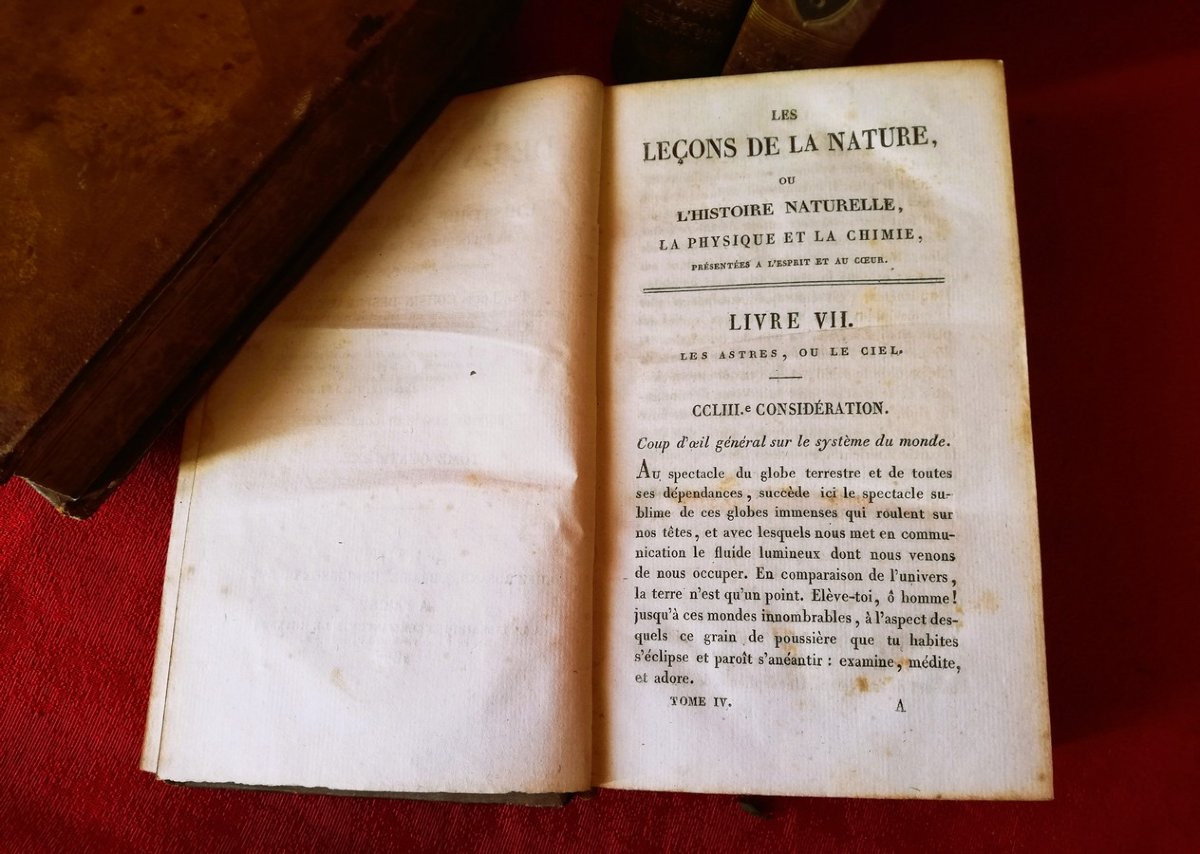 LES
LEÇONS DE LA NATURE,
OU
L'HISTOIRE NATURELLE,
LA PHYSIQUE ET LA CHIMIE,
PRÉSENTÉES A L'ESPRIT ET AU CŒUR.
LIVRE VII.
LES ASTRES, OU LE CIEL.
CCLIII.e CONSIDÉRATION.
Coup d'œil général sur le système du monde.
Au spectacle du globe terrestre et de toutes
ses dépendances, succède ici le spectacle su-
blime de ces globes immenses qui roulent sur
nos têtes, et avec lesquels nous met en commu-
nication le fluide lumineux dont nous venons
de nous occuper. En comparaison de l'univers,
la terre n'est qu'un point. Elève-toi, ô homme!
jusqu'à ces mondes innombrables, à l'aspect des-
quels ce grain de poussière que tu habites
s'éclipse et paroît s'anéantir : examine, médite,
et adore.
TOME IV. A